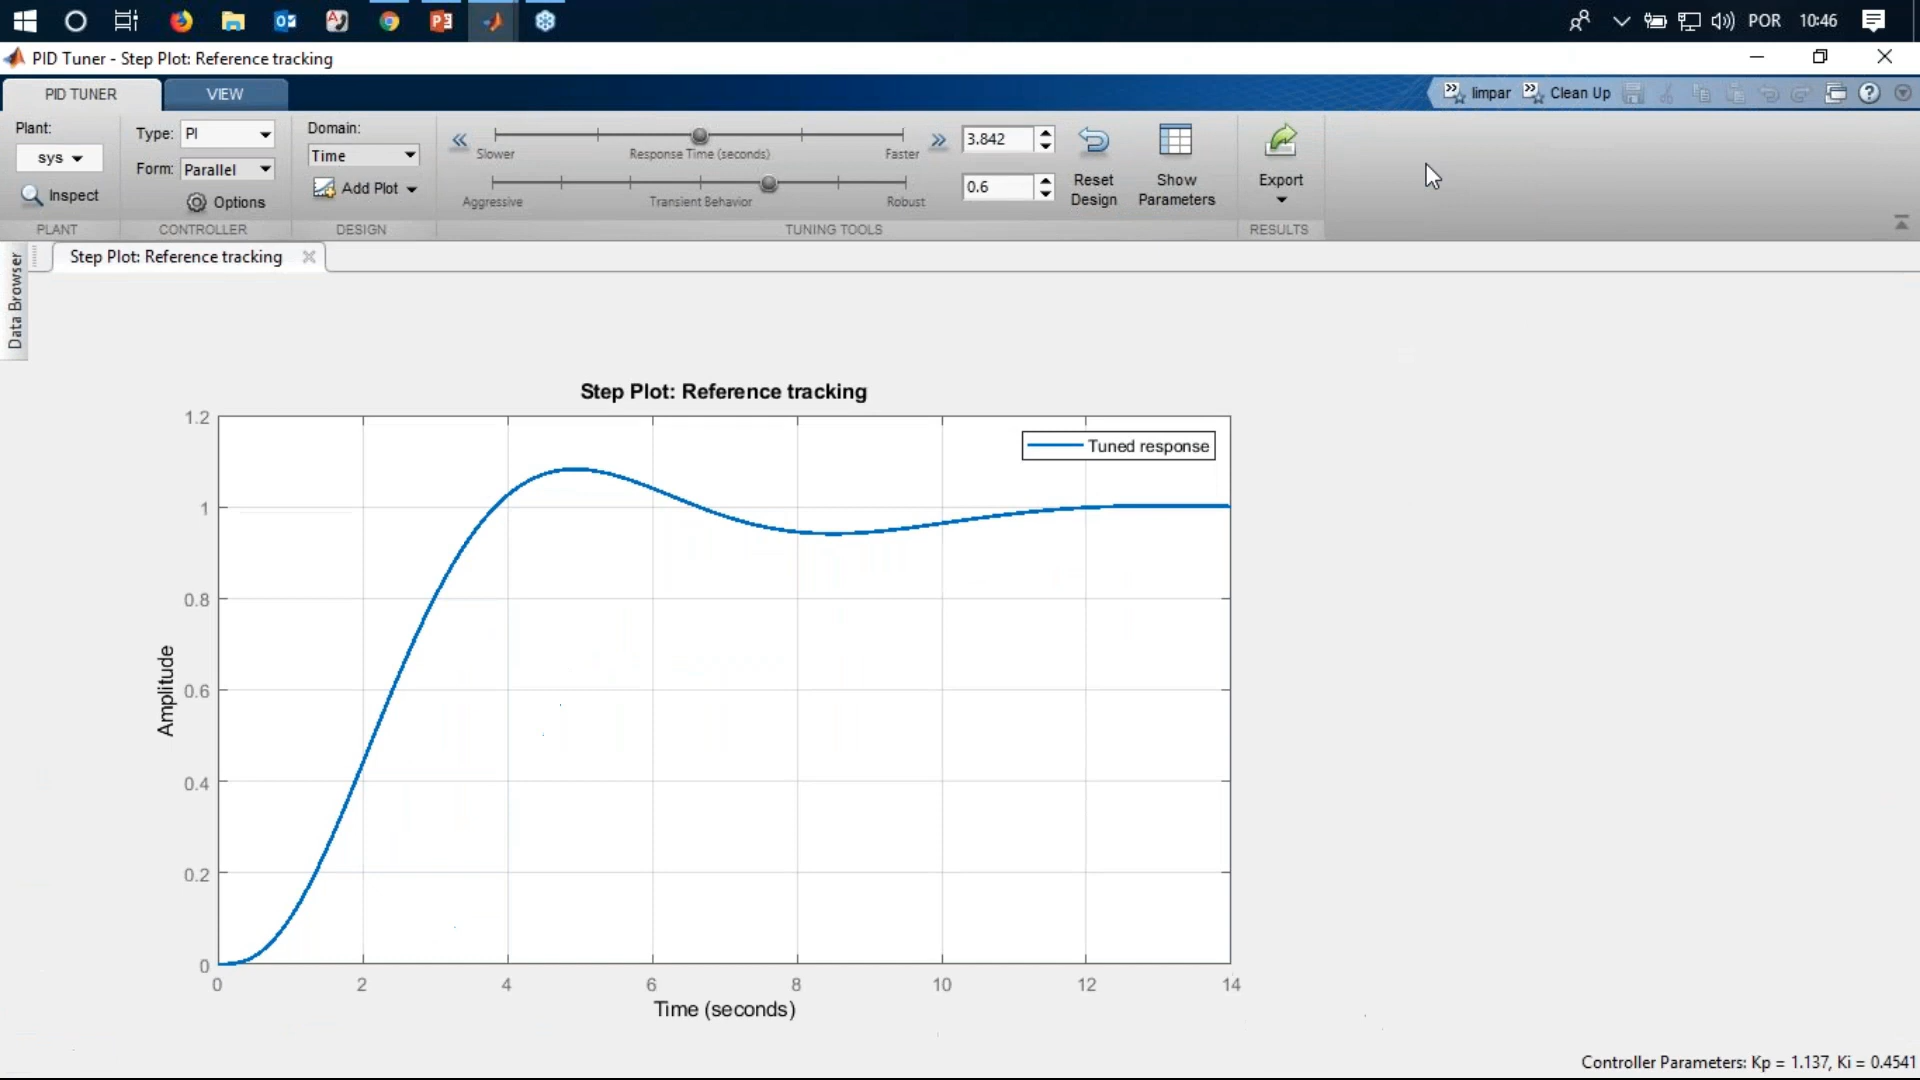 POR 10:46
PID Tuner - Step Plot: Reference tracking
PID TUNER VIEW limpar Clean Up
Plant: Type: PI Domain: 3.842
sys Form: Parallel Time Slower Response Time (seconds) Faster
Inspect Options Add Plot Aggressive Transient Behavior Robust 0.6 Reset Design Show Parameters Export
PLANT CONTROLLER DESIGN TUNING TOOLS RESULTS
Step Plot: Reference tracking
Data Browser
Step Plot: Reference tracking
Tuned response
1.2
1
0.8
0.6
0.4
0.2
0
Amplitude
0 2 4 6 8 10 12 14
Time (seconds)
Controller Parameters: Kp = 1.137, Ki = 0.4541